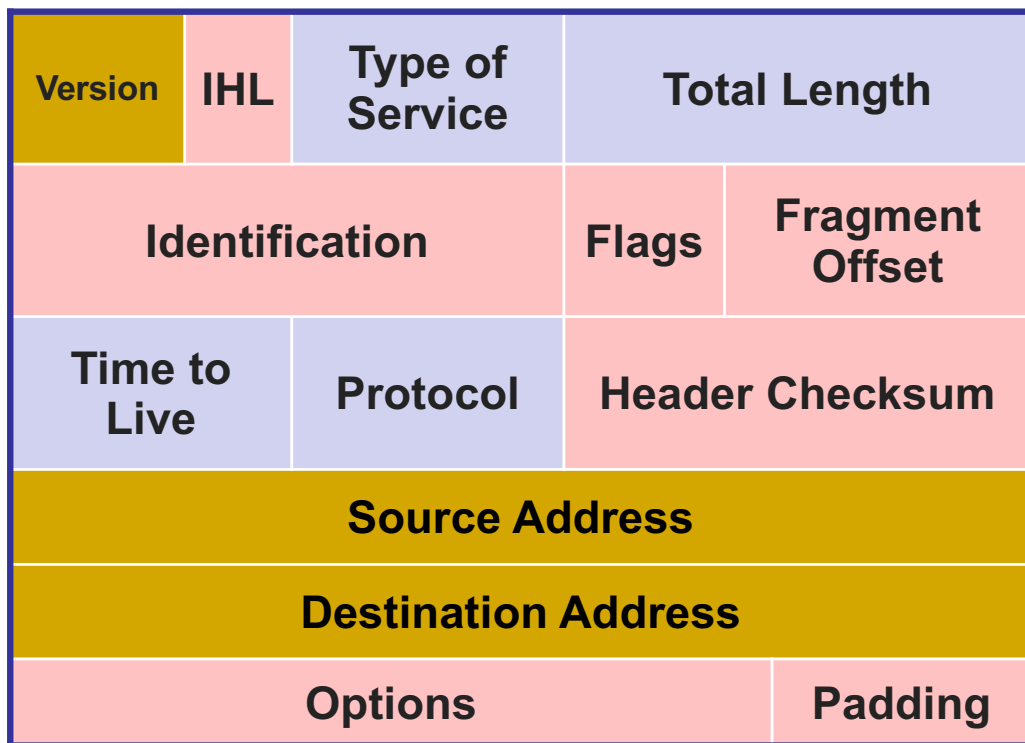 Version
IHL
Type of
Service
Total Length
Identification
Flags
Fragment
Offset
Time to
Live
Protocol
Header Checksum
Source Address
Destination Address
Options
Padding